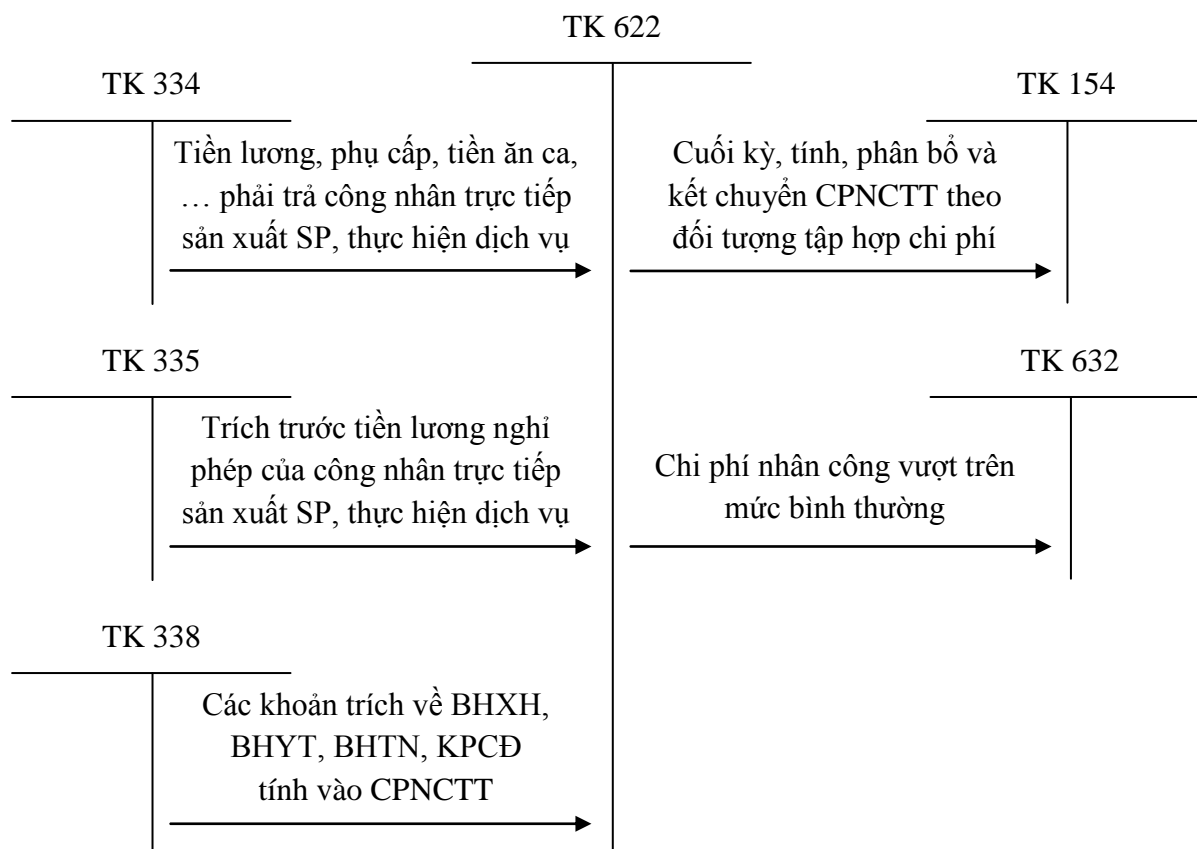 TK 622
TK 334
TK 154
Tiền lương, phụ cấp, tiền ăn ca,
… phải trả công nhân trực tiếp
sản xuất SP, thực hiện dịch vụ
Cuối kỳ, tính, phân bổ và
kết chuyển CPNCTT theo
đối tượng tập hợp chi phí
TK 335
TK 632
Trích trước tiền lương nghỉ
phép của công nhân trực tiếp
sản xuất SP, thực hiện dịch vụ
Chi phí nhân công vượt trên
mức bình thường
TK 338
Các khoản trích về BHXH,
BHYT, BHTN, KPCĐ
tính vào CPNCTT